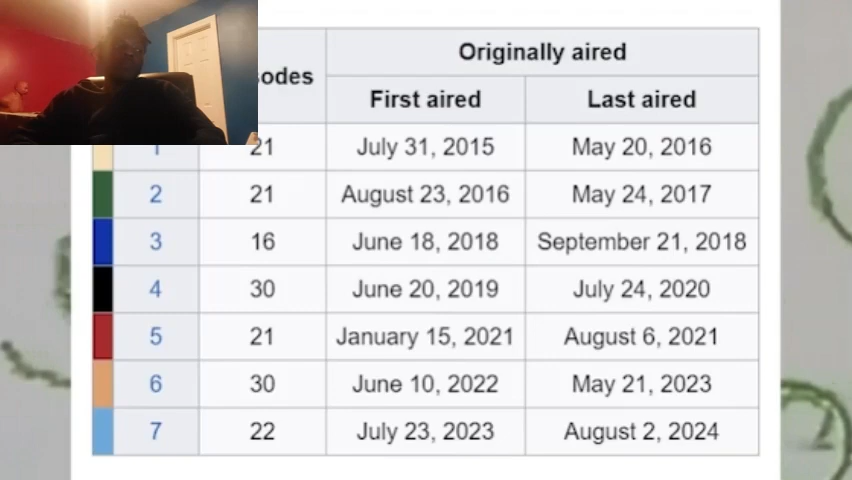 Originally aired
sodes
First aired Last aired
1 21 July 31, 2015 May 20, 2016
2 21 August 23, 2016 May 24, 2017
3 16 June 18, 2018 September 21, 2018
4 30 June 20, 2019 July 24, 2020
5 21 January 15, 2021 August 6, 2021
6 30 June 10, 2022 May 21, 2023
7 22 July 23, 2023 August 2, 2024